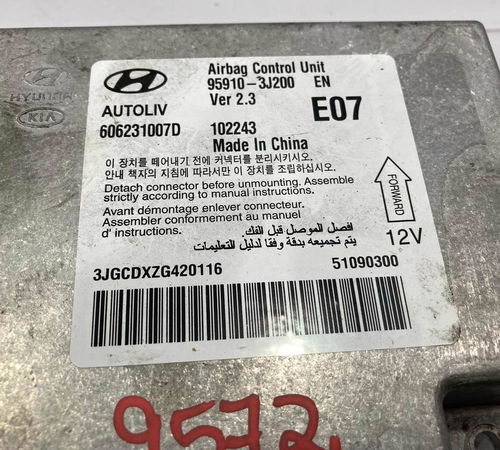 HYUNDAI
KIA
Airbag Control Unit
95910-3J200 EN
AUTOLIV Ver 2.3 E07
606231007D 102243
Made In China
이 장치를 떼어내기 전에 커넥터를 분리시키시오.
안내 책자의 지침에 따라서만 이 장치를 조립하십시오.
Detach connector before unmounting. Assemble
strictly according to manual instructions.
Avant démontage enlever connecteur.
Assembler conformement au manuel
d' instructions
افصل الموصل قبل الفك.
يتم تجميعه بدقة وفقا لدليل التعليمات
FORWARD
12V
3JGCDXZG420116 51090300
9572